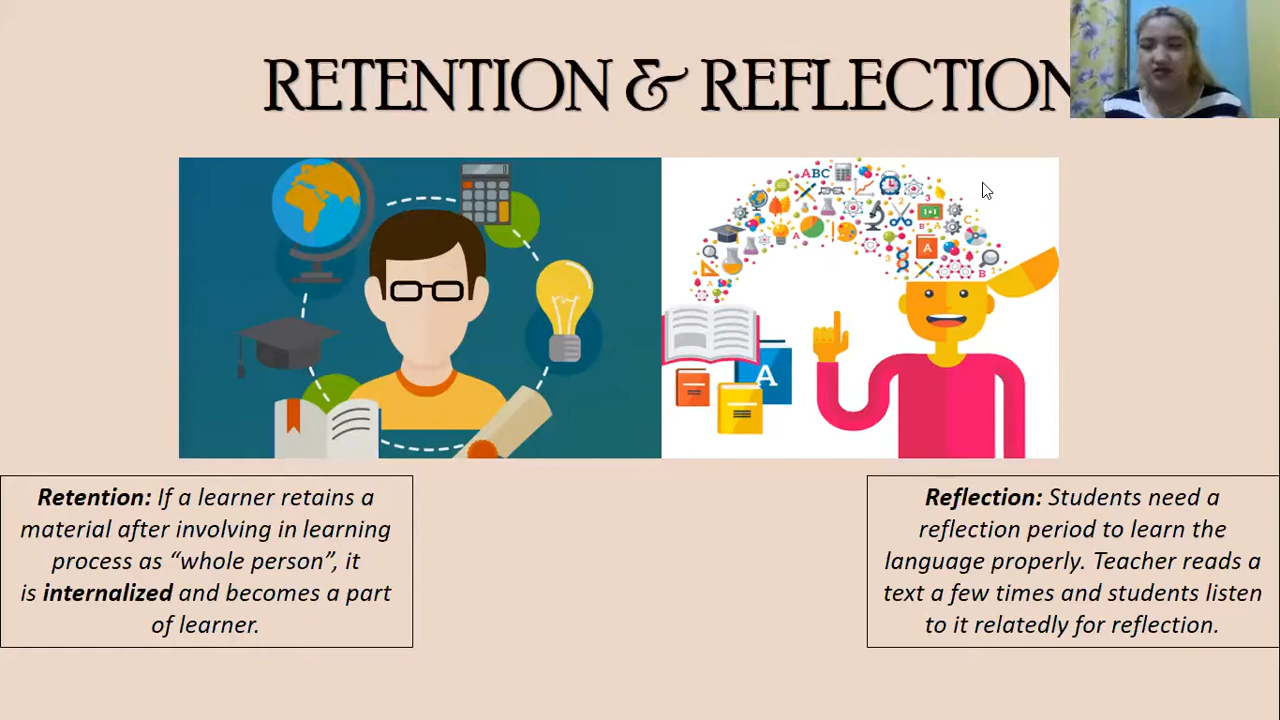 RETENTION & REFLECTION
ABC
A
A
Retention: If a learner retains a
material after involving in learning
process as “whole person”, it
is internalized and becomes a part
of learner.
Reflection: Students need a
reflection period to learn the
language properly. Teacher reads a
text a few times and students listen
to it relatedly for reflection.